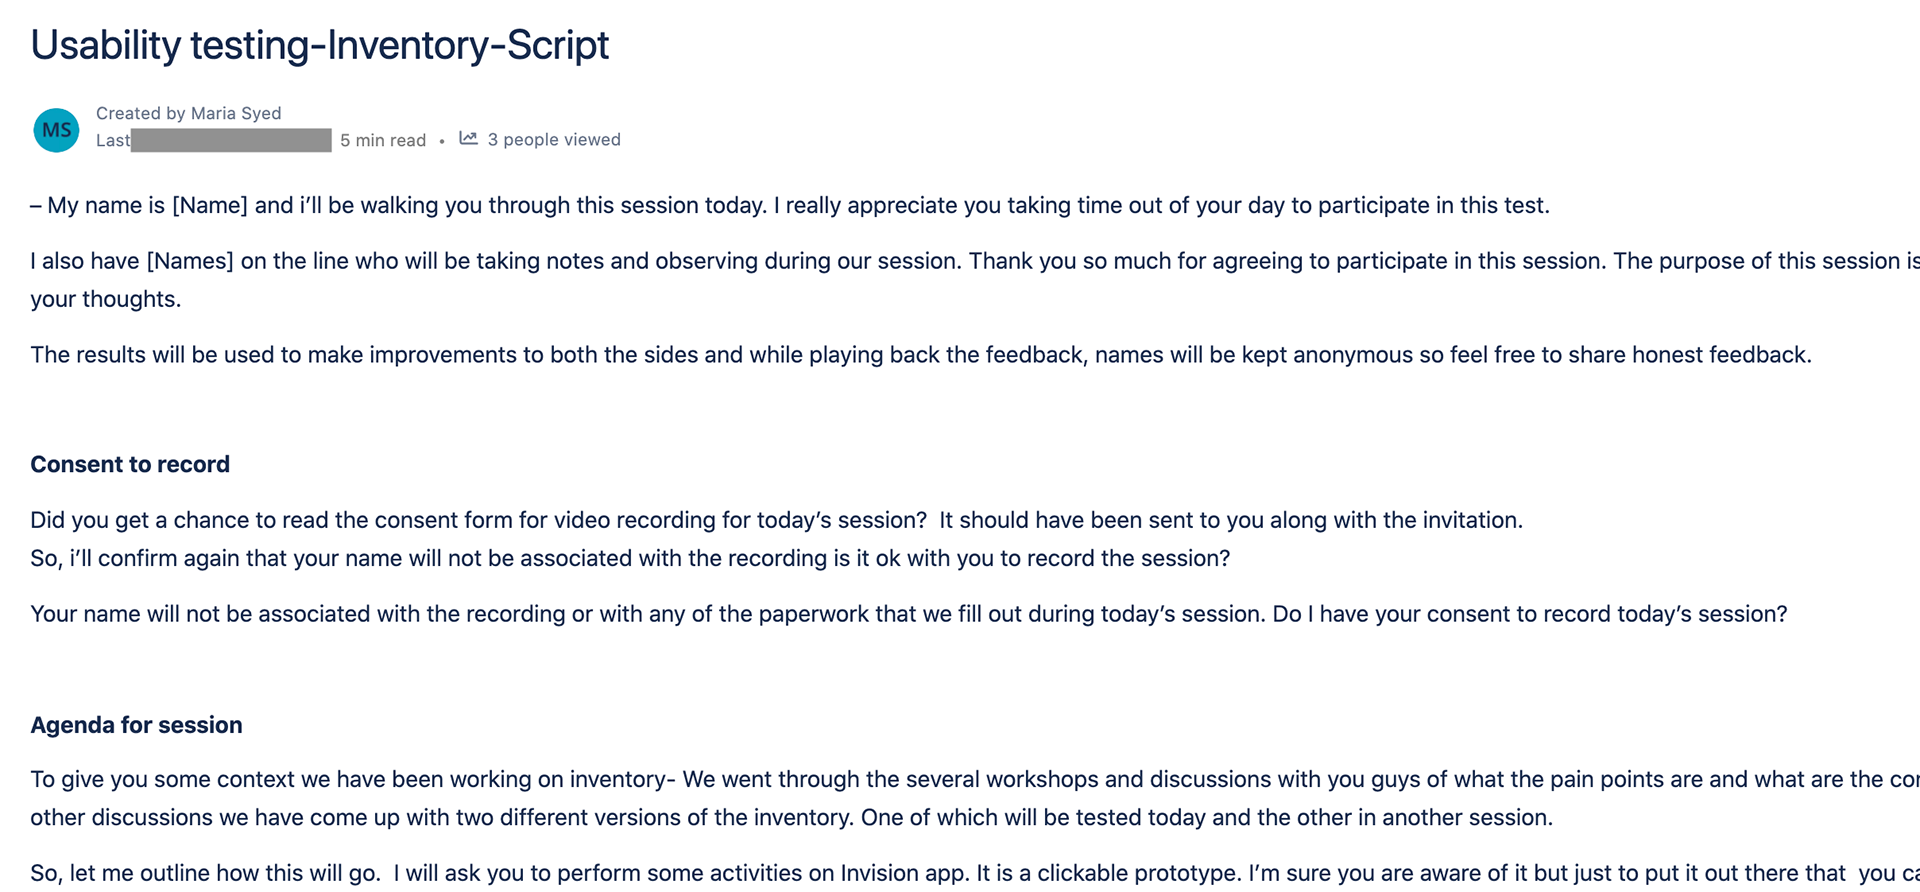 Usability testing-Inventory-Script
MS
Created by Maria Syed
Last 5 min read • 3 people viewed
– My name is [Name] and i’ll be walking you through this session today. I really appreciate you taking time out of your day to participate in this test.
I also have [Names] on the line who will be taking notes and observing during our session. Thank you so much for agreeing to participate in this session. The purpose of this session is
your thoughts.
The results will be used to make improvements to both the sides and while playing back the feedback, names will be kept anonymous so feel free to share honest feedback.
Consent to record
Did you get a chance to read the consent form for video recording for today’s session?  It should have been sent to you along with the invitation.
So, i’ll confirm again that your name will not be associated with the recording is it ok with you to record the session?
Your name will not be associated with the recording or with any of the paperwork that we fill out during today’s session. Do I have your consent to record today’s session?
Agenda for session
To give you some context we have been working on inventory- We went through the several workshops and discussions with you guys of what the pain points are and what are the
other discussions we have come up with two different versions of the inventory. One of which will be tested today and the other in another session.
So, let me outline how this will go.  I will ask you to perform some activities on Invision app. It is a clickable prototype. I’m sure you are aware of it but just to put it out there that  you